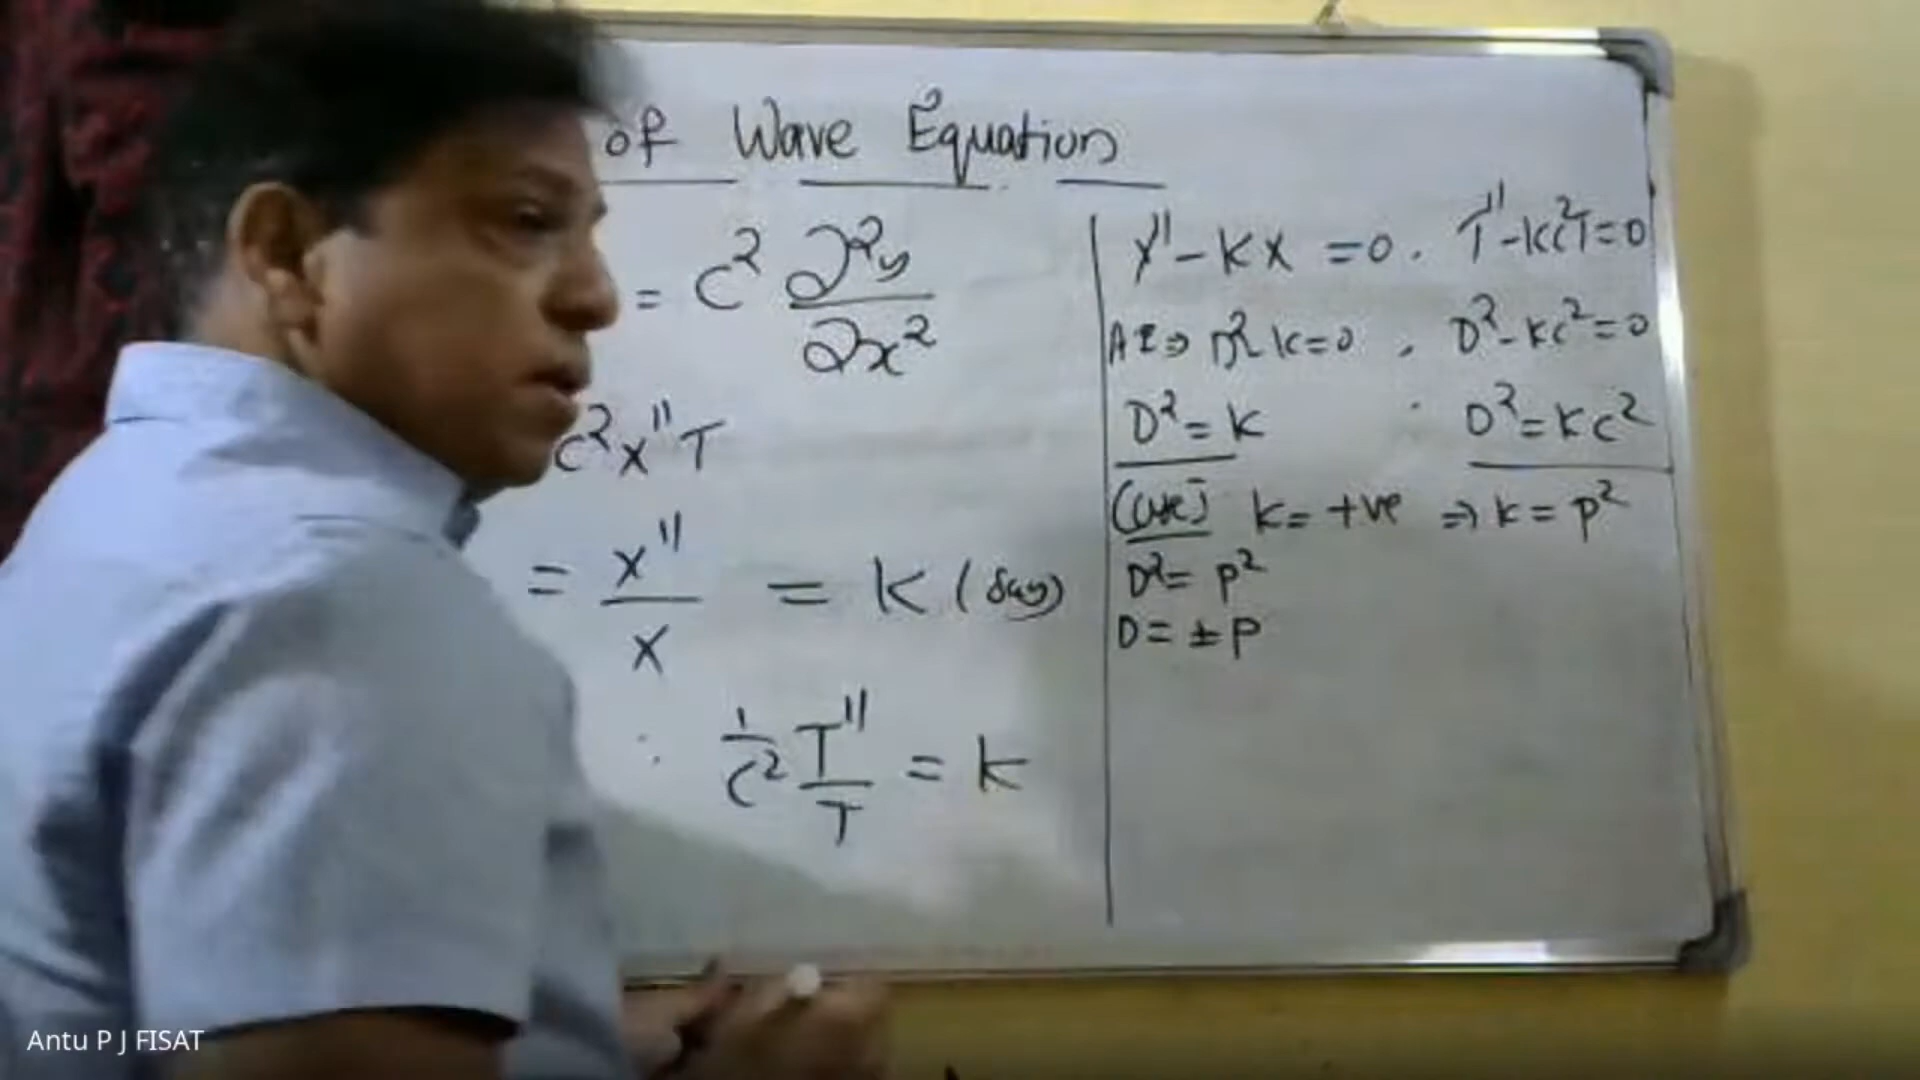 of Wave Equation
= c² ∂²y/∂x²
c²x''T
= x''/x = k (say)
∴ 1/c² T''/T = k
x'' - kx = 0 . T'' - kc²T = 0
AE ⇒ D² - k = 0 , D² - kc² = 0
D² = k ∴ D² = kc²
k = +ve ⇒ k = p²
D² = p²
D = ± p
Antu P J FISAT